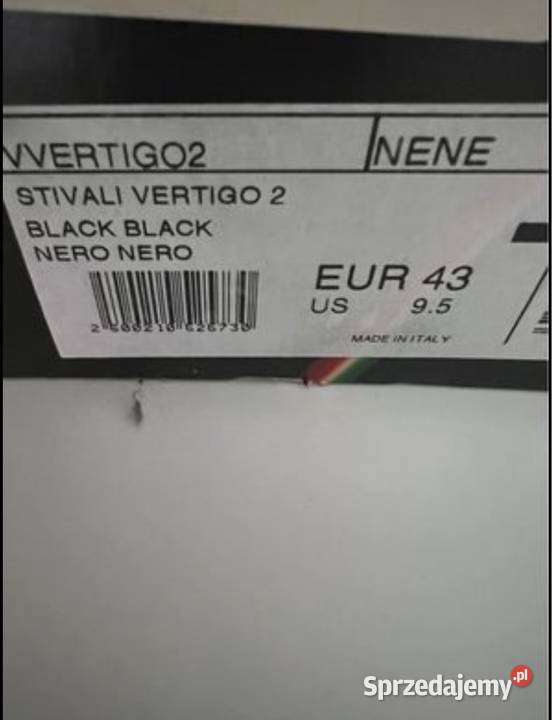 VVERTIGO2 NENE
STIVALI VERTIGO 2
BLACK BLACK
NERO NERO
EUR 43
US 9.5
MADE IN ITALY
Sprzedajemy.pl